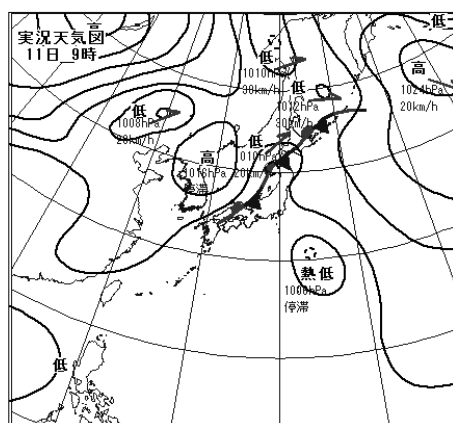 実況天気図
11日 9時
高
低
低
1010hPa
30km/h
高
1024hPa
20km/h
低
1008hPa
20km/h
低
1012hPa
30km/h
低
1010hPa
20km/h
高
1016hPa
停滞
熱低
1008hPa
停滞
低